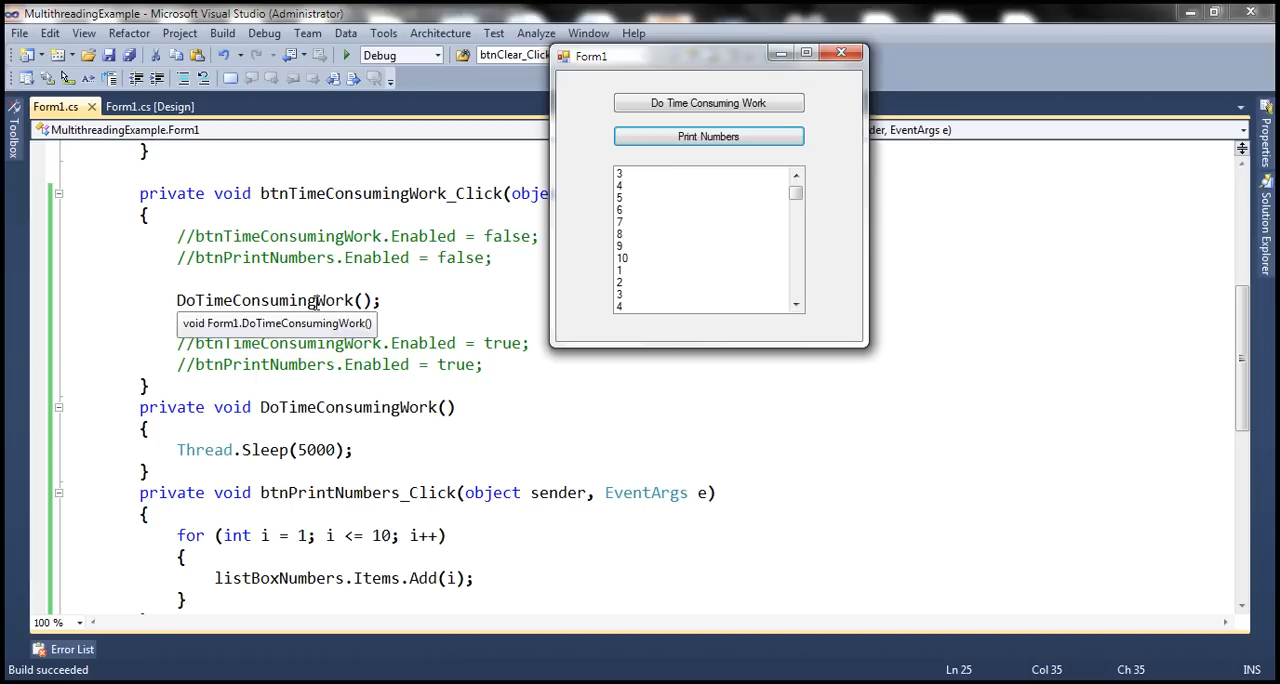 MultithreadingExample - Microsoft Visual Studio (Administrator)
File Edit View Refactor Project Build Debug Team Data Tools Architecture Test Analyze Window Help
Debug btnClear_Click
Form1.cs Form1.cs [Design]
MultithreadingExample.Form1 der, EventArgs e)
}
private void btnTimeConsumingWork_Click(obje
{
//btnTimeConsumingWork.Enabled = false;
//btnPrintNumbers.Enabled = false;
DoTimeConsumingWork();
void Form1.DoTimeConsumingWork()
//btnTimeConsumingWork.Enabled = true;
//btnPrintNumbers.Enabled = true;
}
private void DoTimeConsumingWork()
{
Thread.Sleep(5000);
}
private void btnPrintNumbers_Click(object sender, EventArgs e)
{
for (int i = 1; i <= 10; i++)
{
listBoxNumbers.Items.Add(i);
}
100 %
Form1
Do Time Consuming Work
Print Numbers
3
4
5
6
7
8
9
10
1
2
3
4
Toolbox
Properties
Solution Explorer
Error List
Build succeeded Ln 25 Col 35 Ch 35 INS